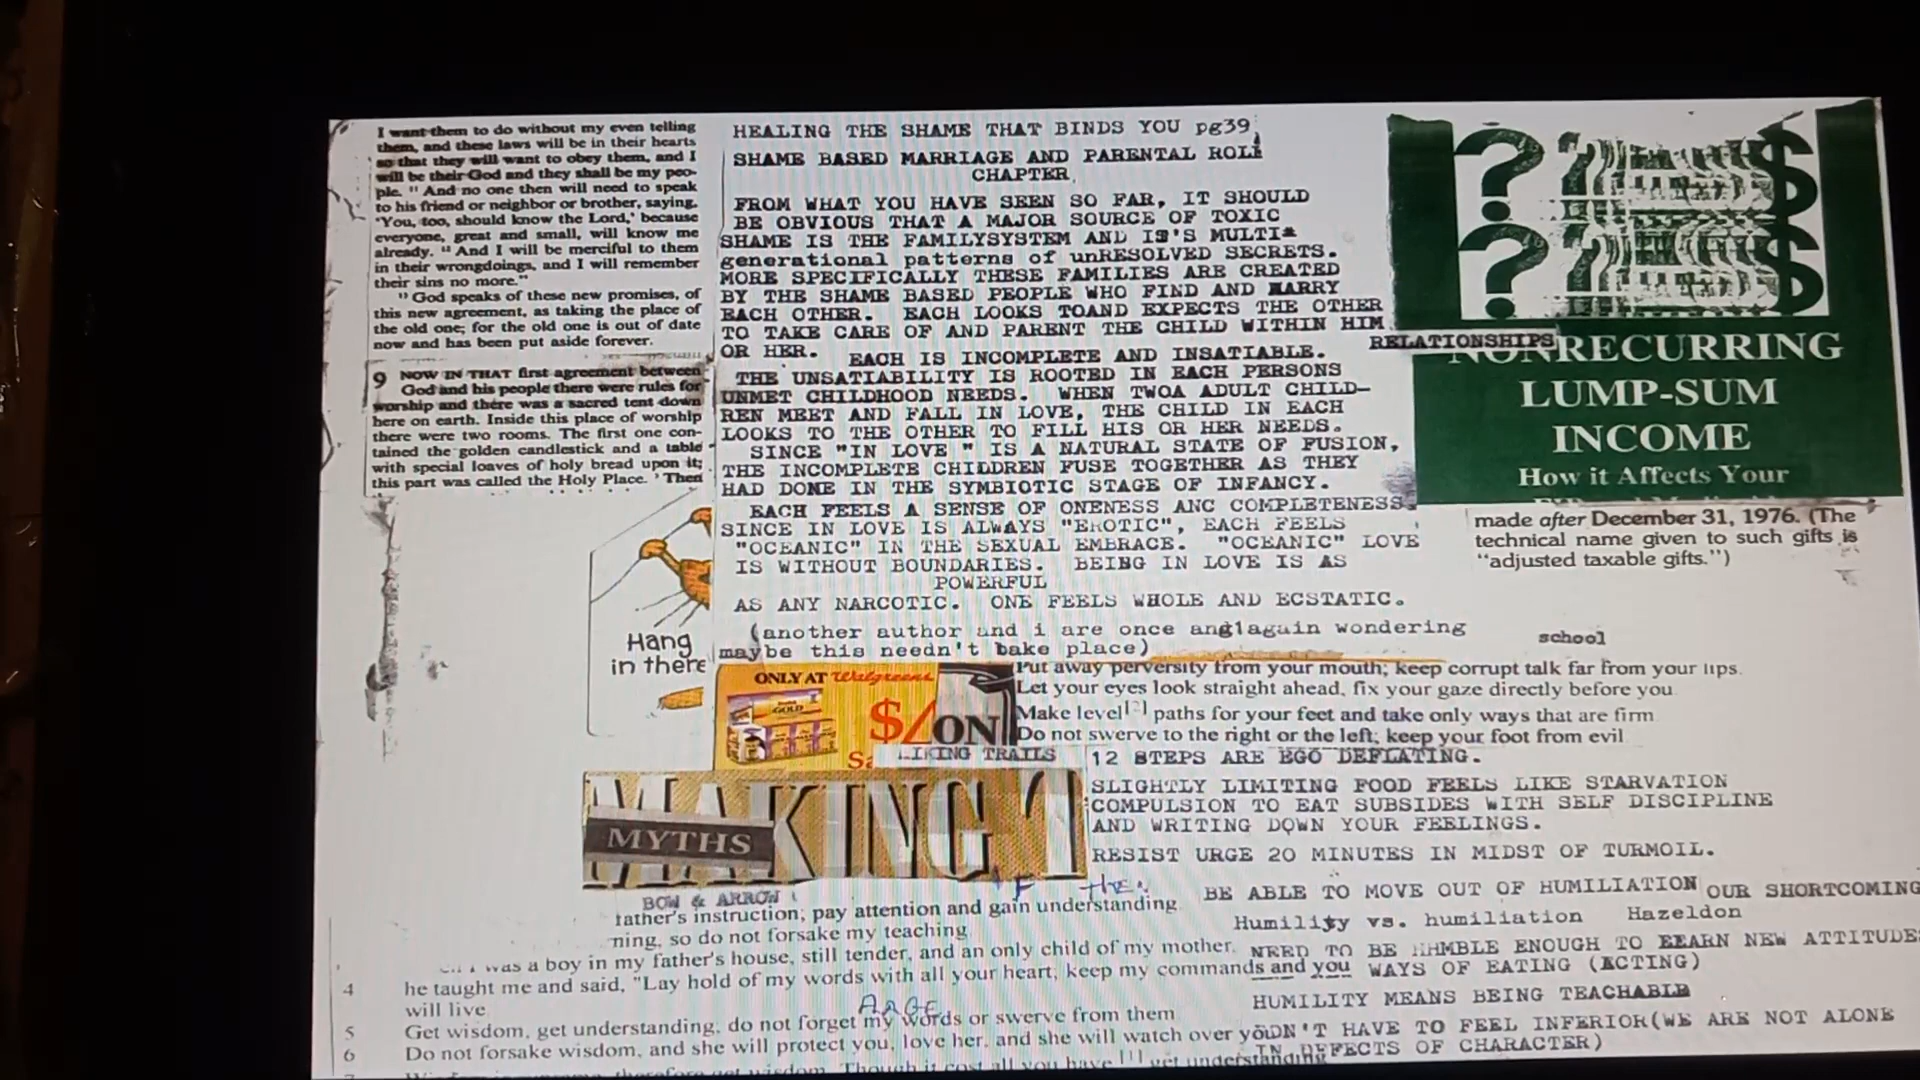 I want them to do without my even telling
them, and these laws will be in their hearts
so that they will want to obey them, and I
will be their God and they shall be my peo-
ple. 11 And no one then will need to speak
to his friend or neighbor or brother, saying,
'You, too, should know the Lord,' because
everyone, great and small, will know me
already. 12 And I will be merciful to them
in their wrongdoings, and I will remember
their sins no more."
13 God speaks of these new promises, of
this new agreement, as taking the place of
the old one; for the old one is out of date
now and has been put aside forever.
9 NOW IN THAT first agreement between
God and his people there were rules for
worship and there was a sacred tent down
here on earth. Inside this place of worship
there were two rooms. The first one con-
tained the golden candlestick and a table
with special loaves of holy bread upon it;
this part was called the Holy Place. Then
Hang
in there
HEALING THE SHAME THAT BINDS YOU pg39
SHAME BASED MARRIAGE AND PARENTAL ROLE
CHAPTER
FROM WHAT YOU HAVE SEEN SO FAR, IT SHOULD
BE OBVIOUS THAT A MAJOR SOURCE OF TOXIC
SHAME IS THE FAMILYSYSTEM AND IS'S MULTI
generational patterns of unRESOLVED SECRETS.
MORE SPECIFICALLY THESE FAMILIES ARE CREATED
BY THE SHAME BASED PEOPLE WHO FIND AND MARRY
EACH OTHER. EACH LOOKS TOAND EXPECTS THE OTHER
TO TAKE CARE OF AND PARENT THE CHILD WITHIN HIM
OR HER. EACH IS INCOMPLETE AND INSATIABLE.
THE UNSATIABILITY IS ROOTED IN EACH PERSONS
UNMET CHILDHOOD NEEDS. WHEN TWOA ADULT CHILD-
REN MEET AND FALL IN LOVE, THE CHILD IN EACH
LOOKS TO THE OTHER TO FILL HIS OR HER NEEDS.
SINCE "IN LOVE " IS A NATURAL STATE OF FUSION,
THE INCOMPLETE CHILDREN FUSE TOGETHER AS THEY
HAD DONE IN THE SYMBIOTIC STAGE OF INFANCY.
EACH FEELS A SENSE OF ONENESS ANC COMPLETENESS.
SINCE IN LOVE IS ALWAYS "EROTIC", EACH FEELS
"OCEANIC" IN THE SEXUAL EMBRACE. "OCEANIC" LOVE
IS WITHOUT BOUNDARIES. BEING IN LOVE IS AS
POWERFUL
AS ANY NARCOTIC. ONE FEELS WHOLE AND ECSTATIC.
(another author and i are once and again wondering
maybe this needn't take place)
? ? $
? ? $
RELATIONSHIPS
NONRECURRING
LUMP-SUM
INCOME
How it Affects Your
made after December 31, 1976. (The
technical name given to such gifts is
"adjusted taxable gifts.")
school
ONLY AT Walgreens
GOLD
$
ON
Put away perversity from your mouth; keep corrupt talk far from your lips.
Let your eyes look straight ahead, fix your gaze directly before you
Make level[2] paths for your feet and take only ways that are firm
Do not swerve to the right or the left; keep your foot from evil
TRAILS
MAKING
MYTHS
12 STEPS ARE EGO DEFLATING.
SLIGHTLY LIMITING FOOD FEELS LIKE STARVATION
COMPULSION TO EAT SUBSIDES WITH SELF DISCIPLINE
AND WRITING DOWN YOUR FEELINGS.
RESIST URGE 20 MINUTES IN MIDST OF TURMOIL.
BE ABLE TO MOVE OUT OF HUMILIATION OUR SHORTCOMING
Humility vs. humiliation Hazeldon
NEED TO BE HAMBLE ENOUGH TO LEARN NEW ATTITUDE
and you WAYS OF EATING (ACTING)
HUMILITY MEANS BEING TEACHABLE
DN'T HAVE TO FEEL INFERIOR(WE ARE NOT ALONE
IN DEFECTS OF CHARACTER)
BOW & ARROW
then
father's instruction; pay attention and gain understanding
ning, so do not forsake my teaching
I was a boy in my father's house, still tender, and an only child of my mother,
4 he taught me and said, "Lay hold of my words with all your heart; keep my commands
will live
5 Get wisdom, get understanding; do not forget my words or swerve from them
6 Do not forsake wisdom, and she will protect you, love her, and she will watch over yo
therefore get wisdom. Though it cost all you have [1] get understanding